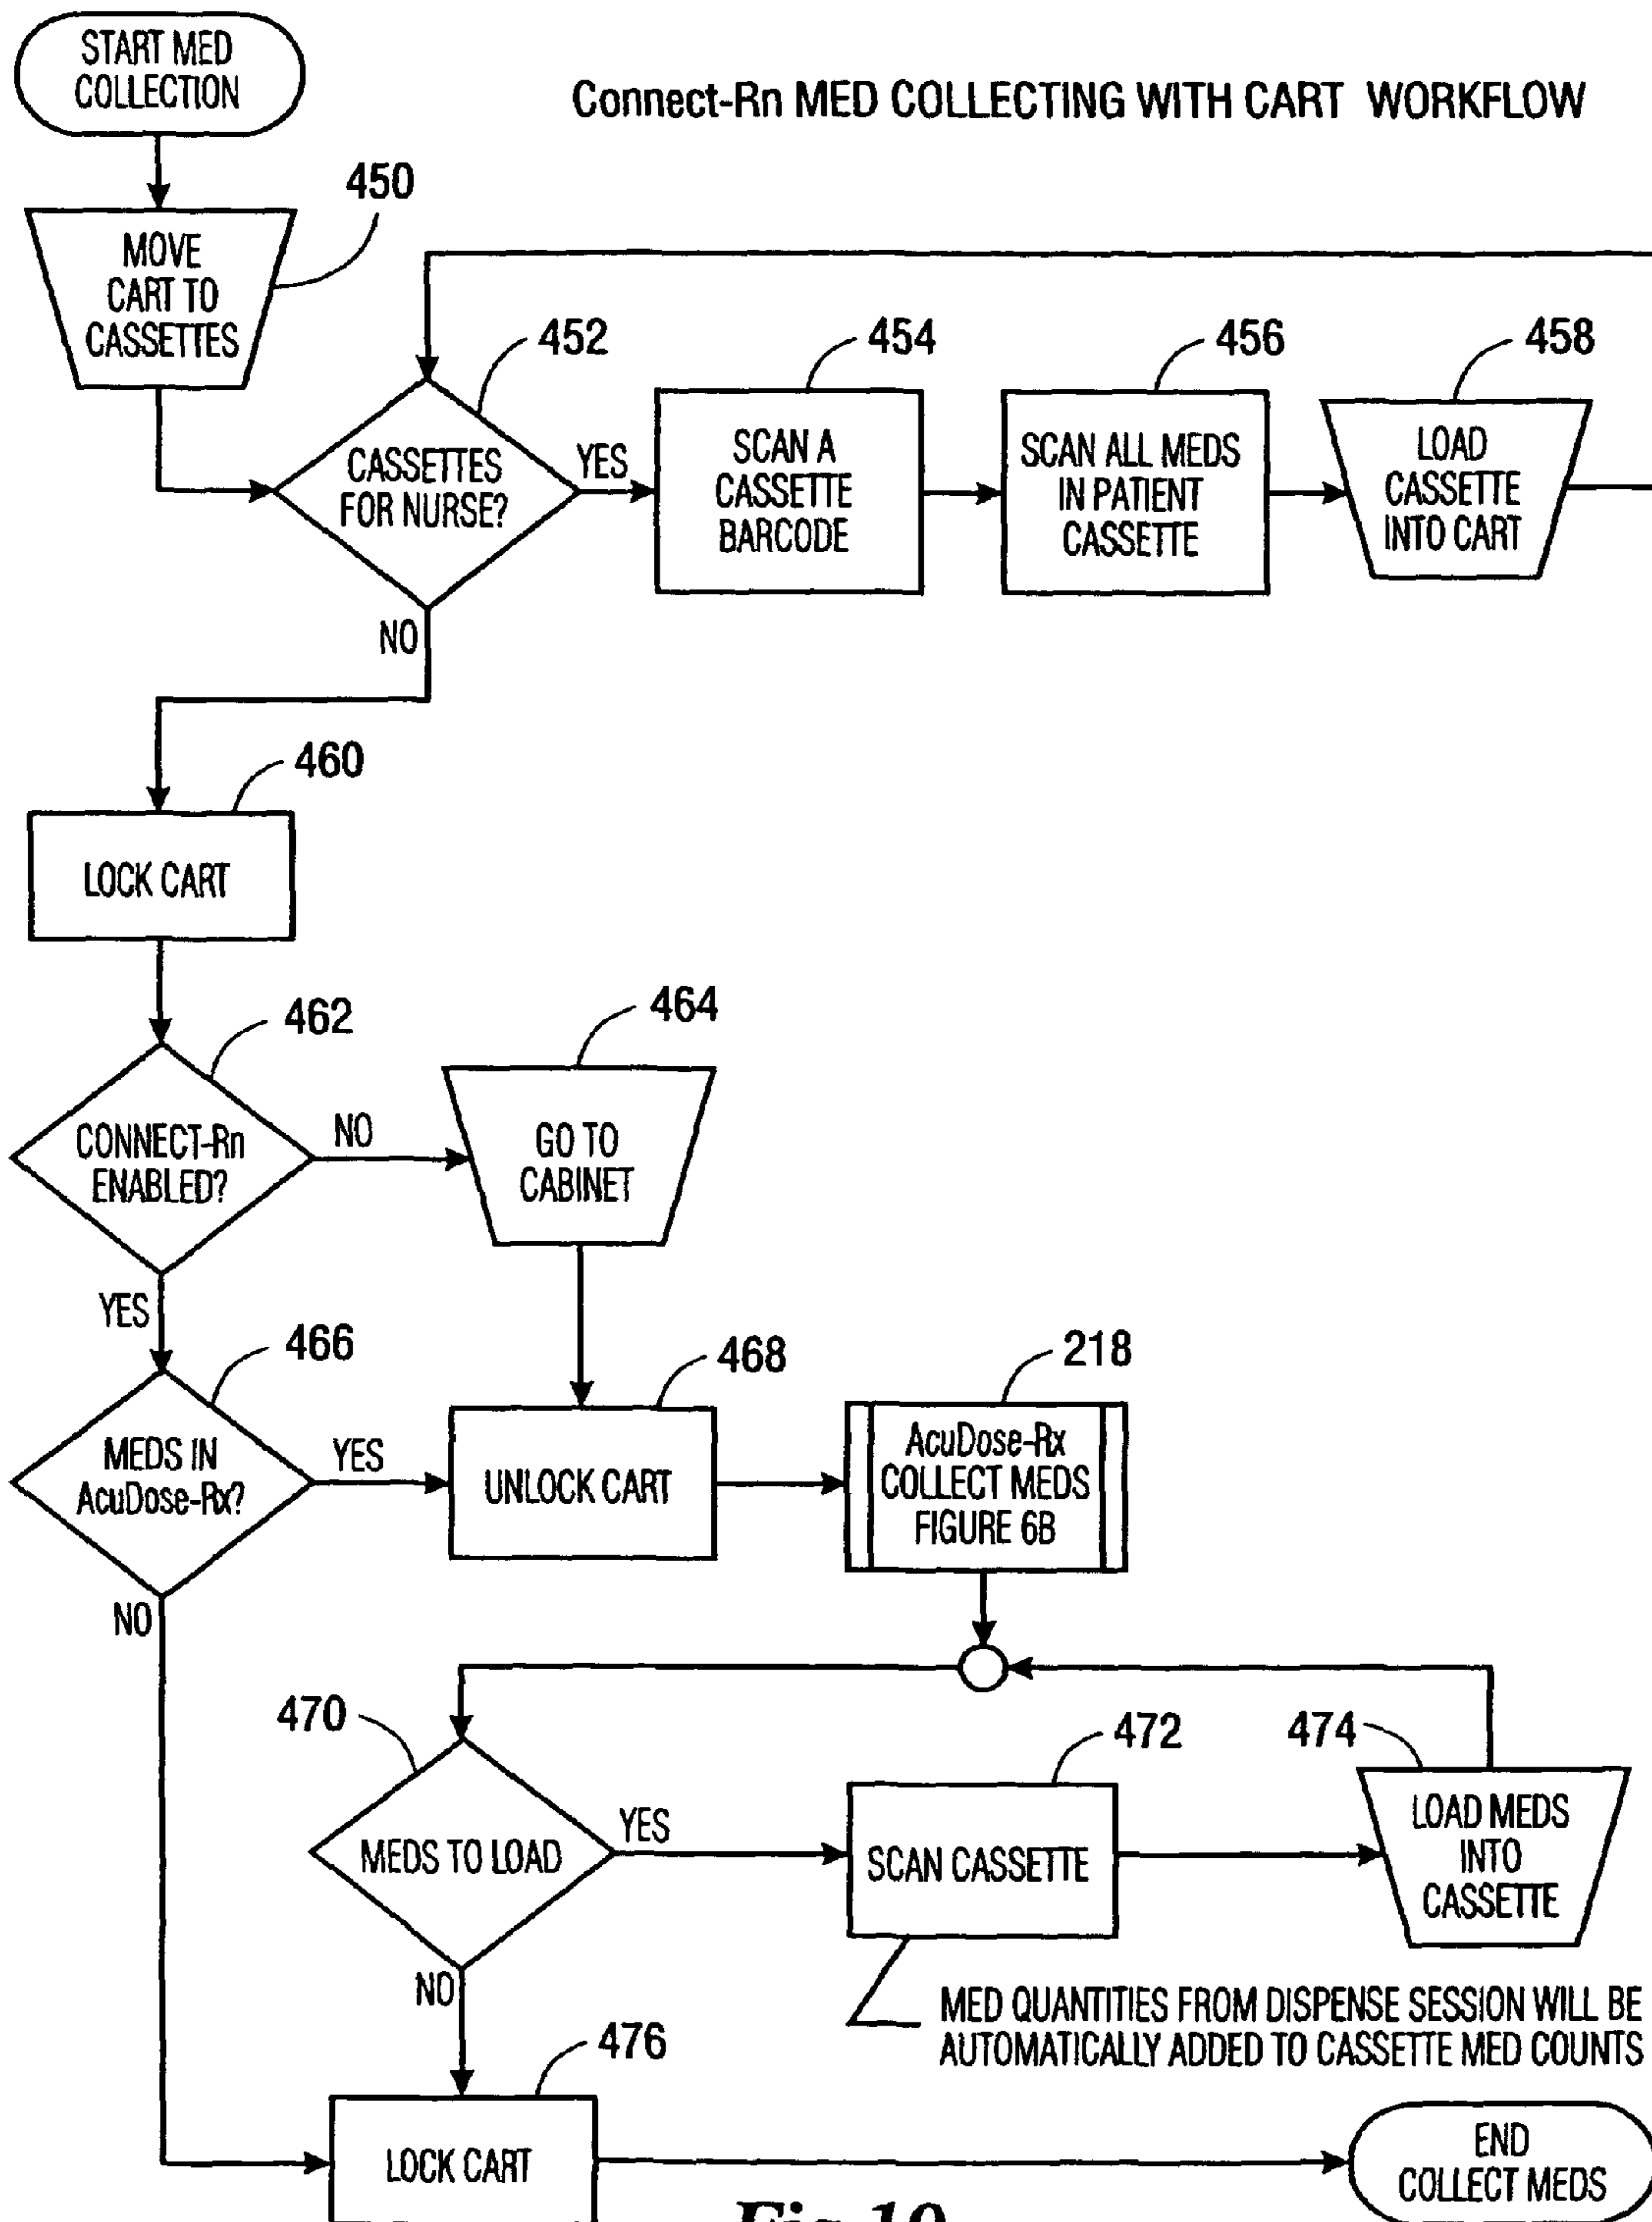 START MED
COLLECTION
Connect-Rn MED COLLECTING WITH CART WORKFLOW
450
MOVE
CART TO
CASSETTES
452
CASSETTES
FOR NURSE?
YES
NO
454
SCAN A
CASSETTE
BARCODE
456
SCAN ALL MEDS
IN PATIENT
CASSETTE
458
LOAD
CASSETTE
INTO CART
460
LOCK CART
462
CONNECT-Rn
ENABLED?
NO
YES
464
GO TO
CABINET
466
MEDS IN
AcuDose-Rx?
YES
NO
468
UNLOCK CART
218
AcuDose-Rx
COLLECT MEDS
FIGURE 6B
470
MEDS TO LOAD
YES
NO
472
SCAN CASSETTE
474
LOAD MEDS
INTO
CASSETTE
MED QUANTITIES FROM DISPENSE SESSION WILL BE
AUTOMATICALLY ADDED TO CASSETTE MED COUNTS
476
LOCK CART
END
COLLECT MEDS